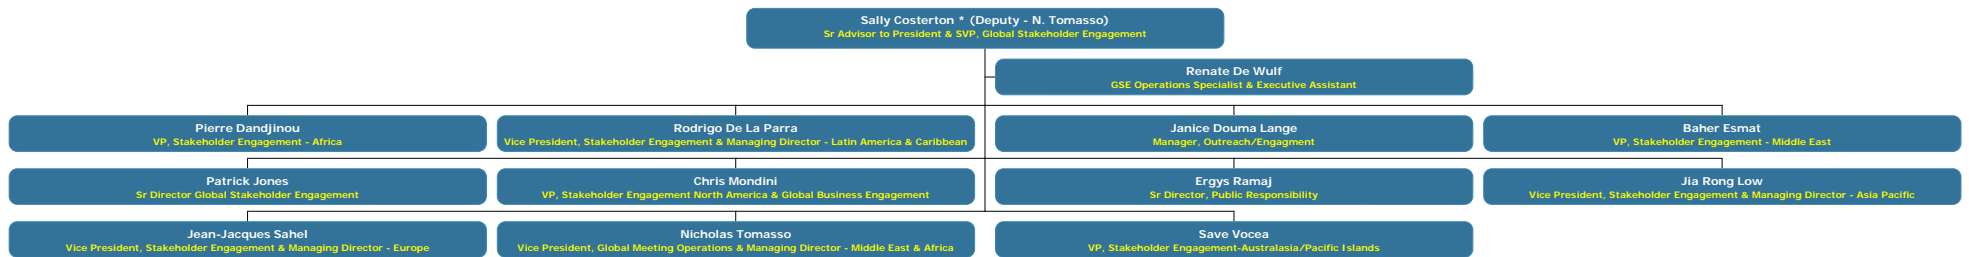 Sally Costerton * (Deputy - N. Tomasso)
Sr Advisor to President & SVP, Global Stakeholder Engagement
Renate De Wulf
GSE Operations Specialist & Executive Assistant
Pierre Dandjinou
VP, Stakeholder Engagement - Africa
Rodrigo De La Parra
Vice President, Stakeholder Engagement & Managing Director - Latin America & Caribbean
Janice Douma Lange
Manager, Outreach/Engagment
Baher Esmat
VP, Stakeholder Engagement - Middle East
Patrick Jones
Sr Director Global Stakeholder Engagement
Chris Mondini
VP, Stakeholder Engagement North America & Global Business Engagement
Ergys Ramaj
Sr Director, Public Responsibility
Jia Rong Low
Vice President, Stakeholder Engagement & Managing Director - Asia Pacific
Jean-Jacques Sahel
Vice President, Stakeholder Engagement & Managing Director - Europe
Nicholas Tomasso
Vice President, Global Meeting Operations & Managing Director - Middle East & Africa
Save Vocea
VP, Stakeholder Engagement-Australasia/Pacific Islands